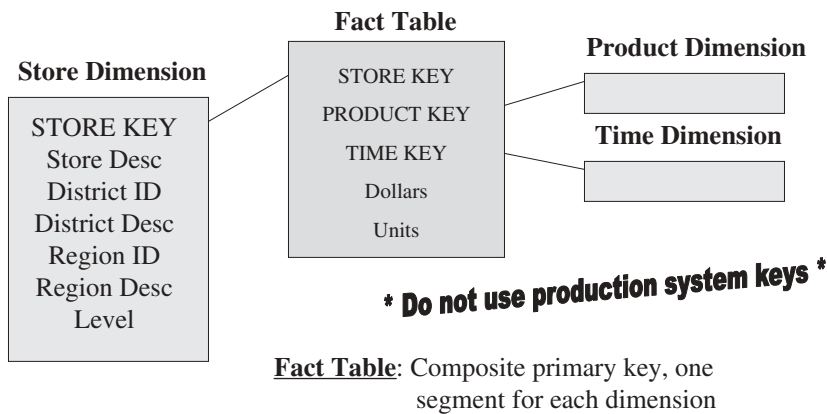 Fact Table
Product Dimension
Store Dimension
STORE KEY
PRODUCT KEY
TIME KEY
Dollars
Units
Time Dimension
STORE KEY
Store Desc
District ID
District Desc
Region ID
Region Desc
Level
* Do not use production system keys *
Fact Table: Composite primary key, one
segment for each dimension